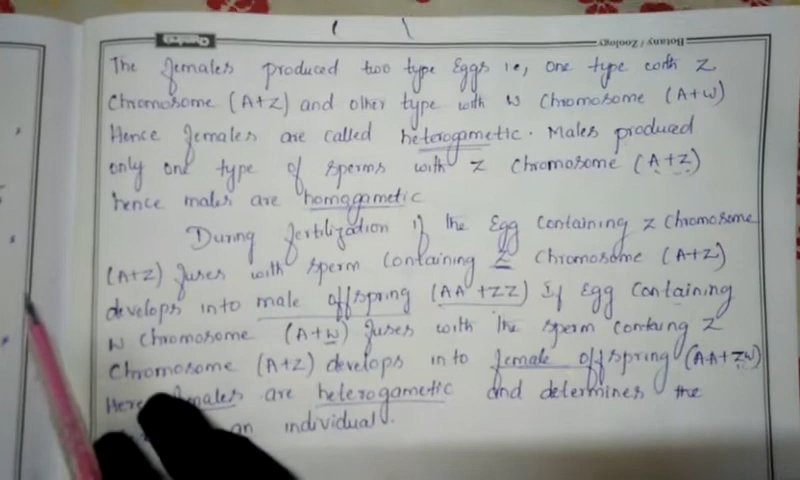 Botany / Zoology
The females produced two type Eggs i.e, one type with Z
Chromosome (A+Z) and other type with W Chromosome (A+W)
Hence females are called heterogametic. Males produced
only one type of sperms with Z Chromosome (A+Z)
hence males are homogametic
During fertilization if the Egg Containing Z Chromosome
(A+Z) fuses with sperm Containing Z Chromosome (A+Z)
develops into male offspring (AA+ZZ) If Egg Containing
W Chromosome (A+W) fuses with the sperm containg Z
Chromosome (A+Z) develops in to female offspring (AA+ZW)
Here females are heterogametic and determines the
an individual.